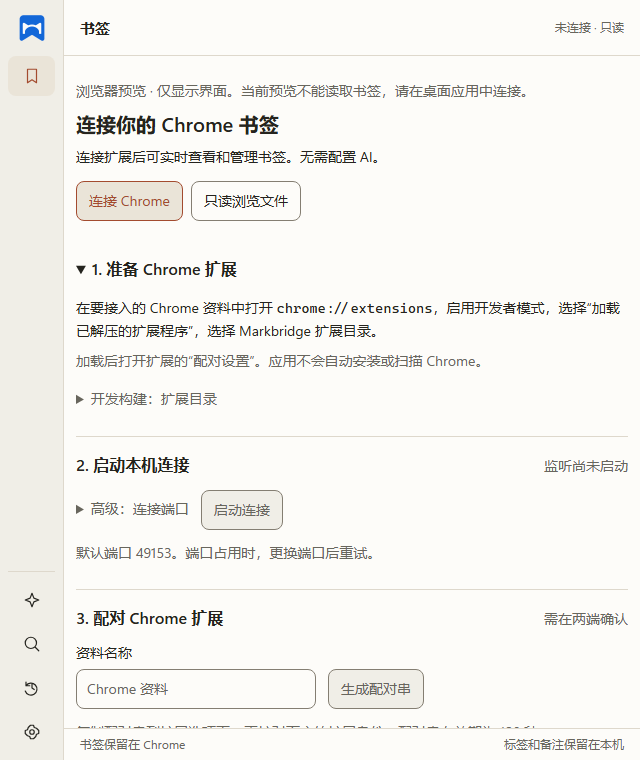 书签
未连接 · 只读
浏览器预览 · 仅显示界面。当前预览不能读取书签，请在桌面应用中连接。
连接你的 Chrome 书签
连接扩展后可实时查看和管理书签。无需配置 AI。
连接 Chrome
只读浏览文件
▼ 1. 准备 Chrome 扩展
在要接入的 Chrome 资料中打开 chrome://extensions，启用开发者模式，选择“加载
已解压的扩展程序”，选择 Markbridge 扩展目录。
加载后打开扩展的“配对设置”。应用不会自动安装或扫描 Chrome。
▶ 开发构建：扩展目录
2. 启动本机连接
监听尚未启动
▶ 高级：连接端口
启动连接
默认端口 49153。端口占用时，更换端口后重试。
3. 配对 Chrome 扩展
需在两端确认
资料名称
Chrome 资料
生成配对串
书签保留在 Chrome
标签和备注保留在本机